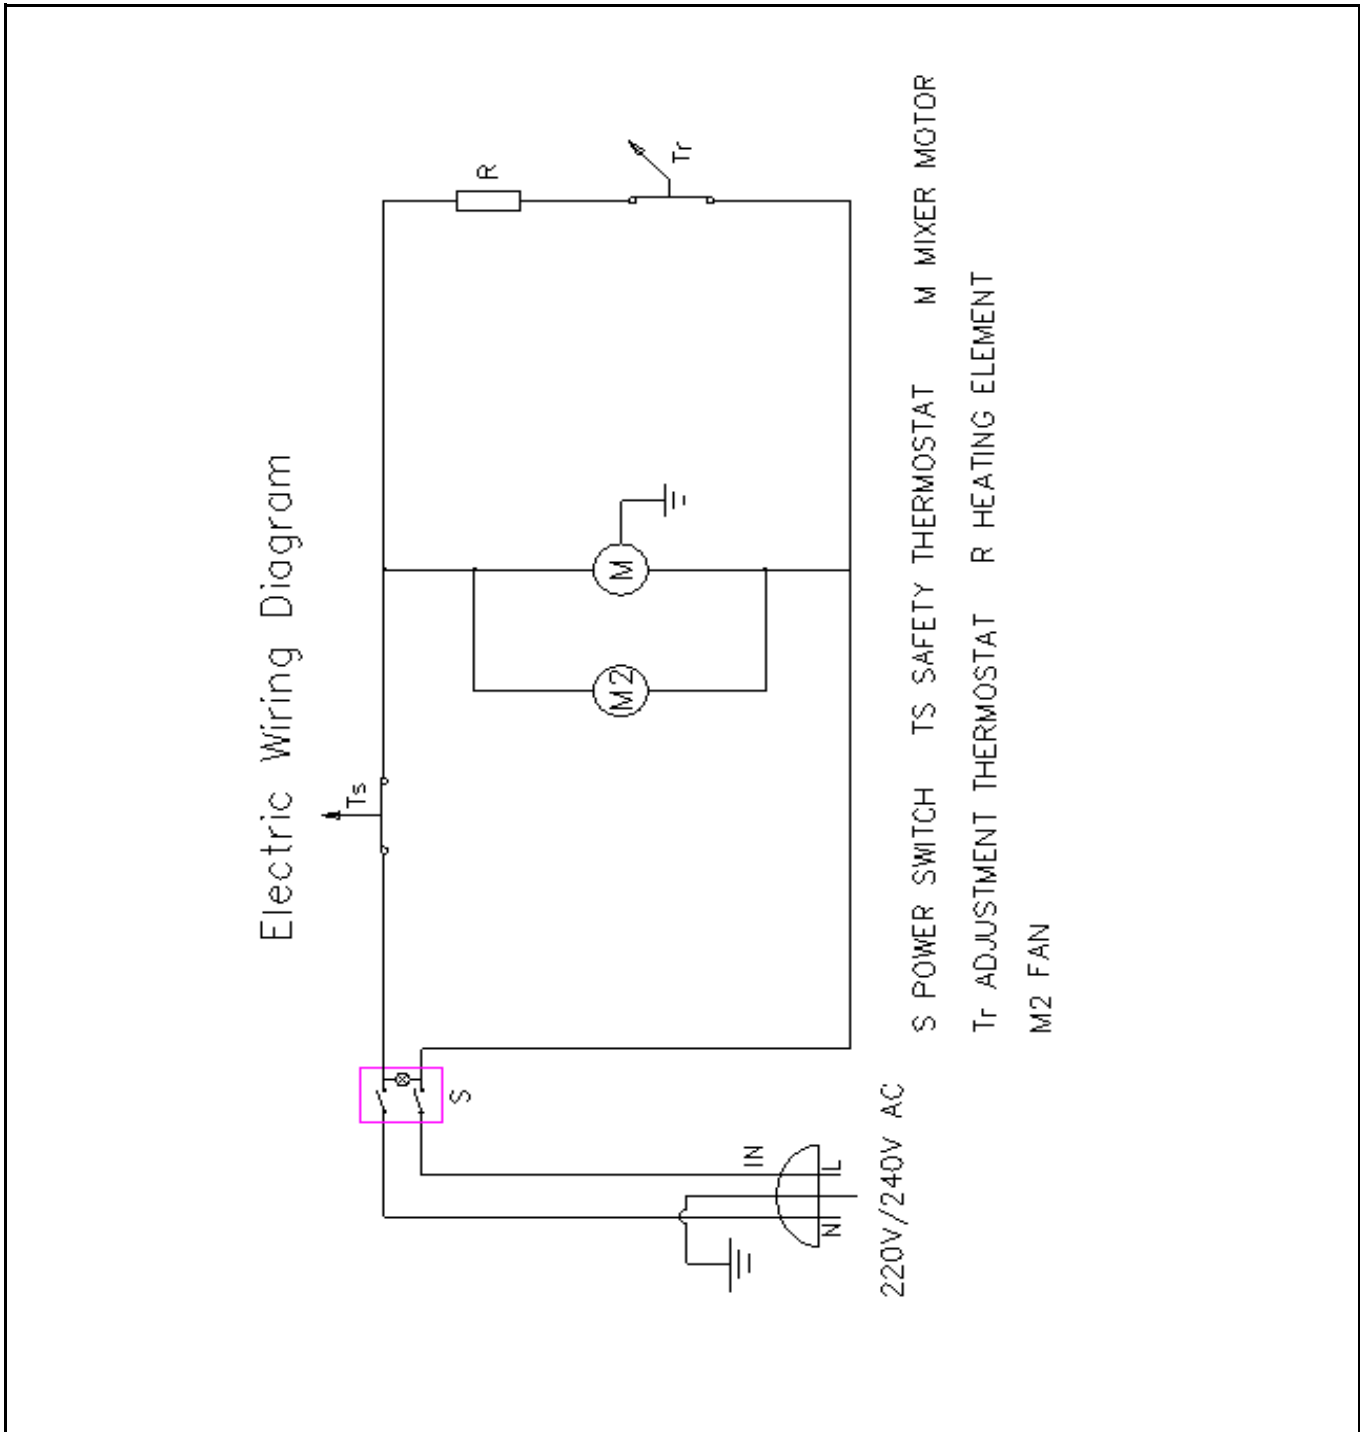 Electric Wiring Diagram
Ts
R
Tr
M
M2
S
IN
L
N
220V/240V AC
S POWER SWITCH TS SAFETY THERMOSTAT M MIXER MOTOR
Tr ADJUSTMENT THERMOSTAT R HEATING ELEMENT
M2 FAN